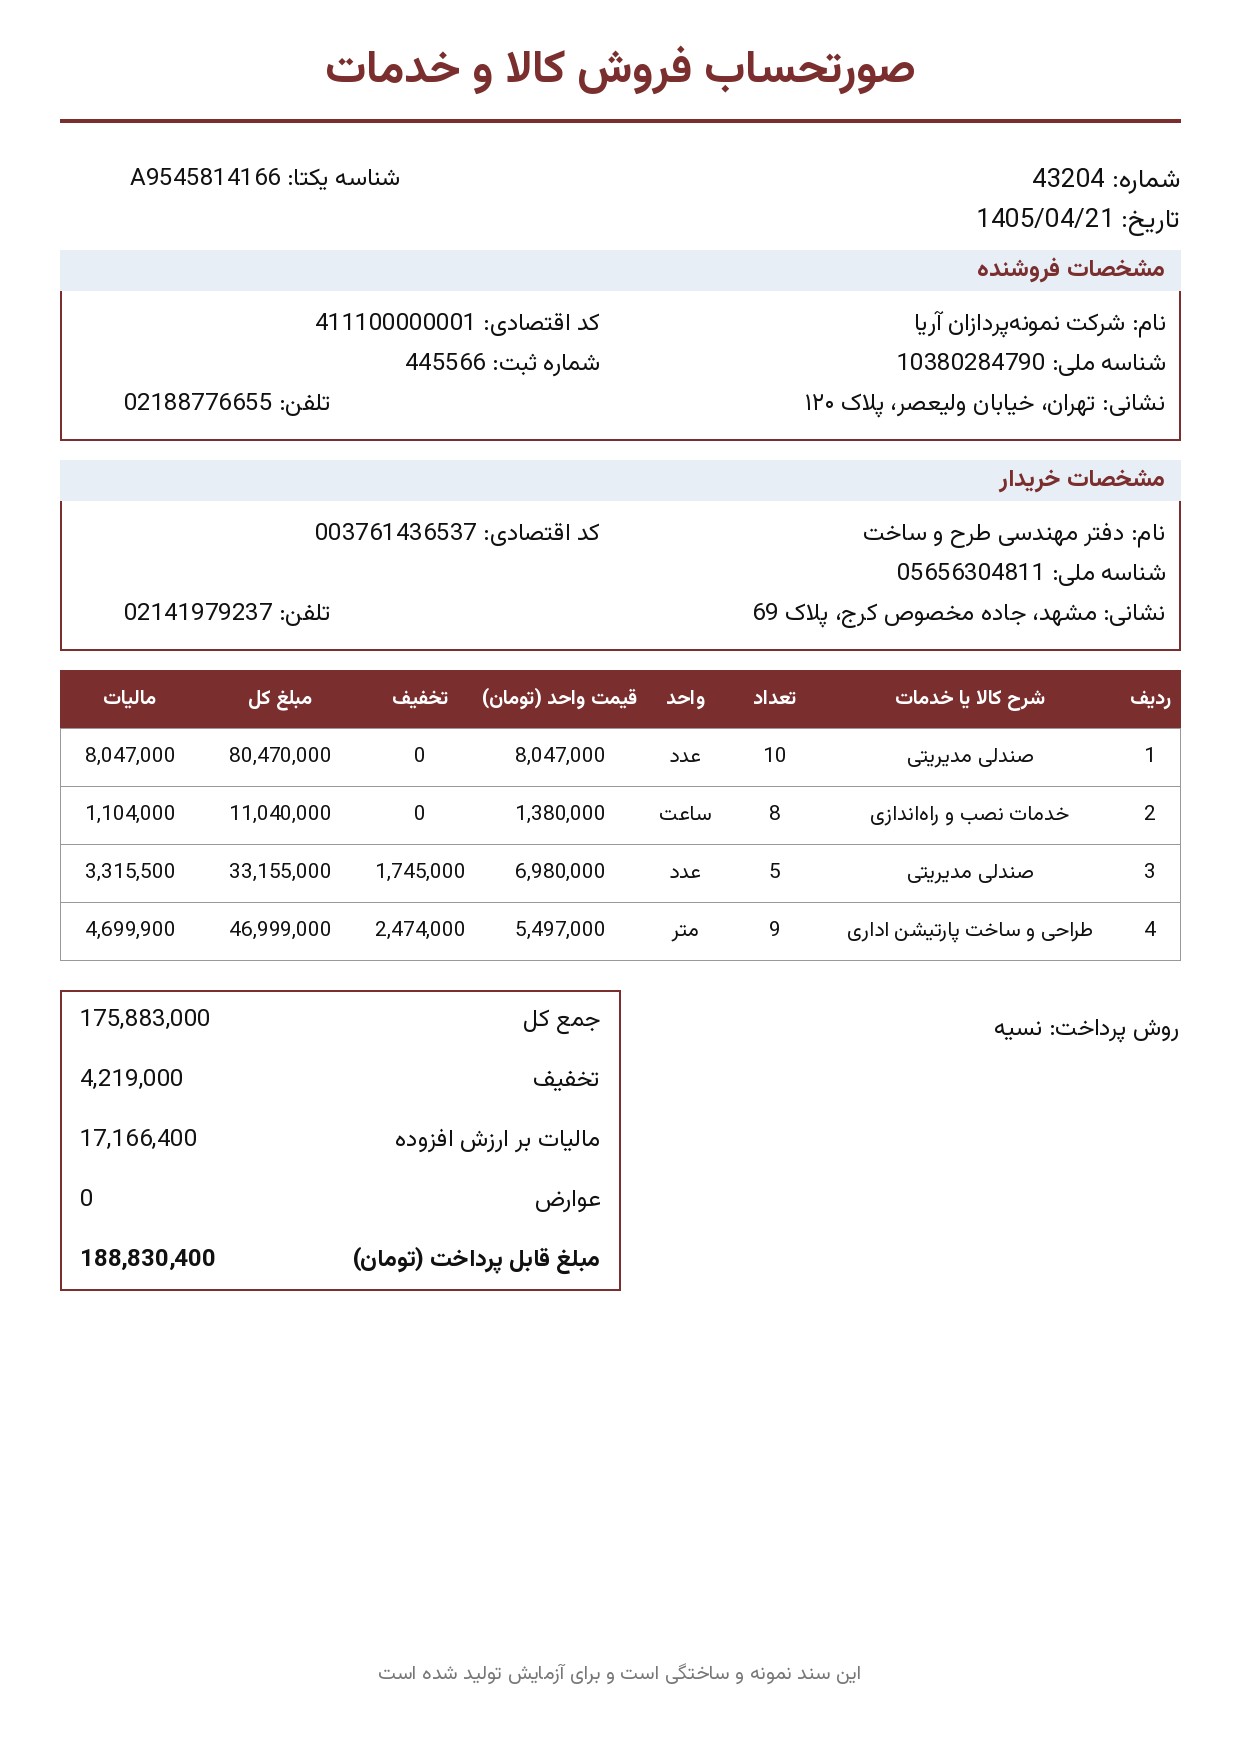 صورتحساب فروش کالا و خدمات
شماره: 43204 شناسه یکتا: A9545814166
تاریخ: 1405/04/21
مشخصات فروشنده
نام: شرکت نمونه‌پردازان آریا کد اقتصادی: 411100000001
شناسه ملی: 10380284790 شماره ثبت: 445566
نشانی: تهران، خیابان ولیعصر، پلاک ۱۲۰ تلفن: 02188776655
مشخصات خریدار
نام: دفتر مهندسی طرح و ساخت کد اقتصادی: 003761436537
شناسه ملی: 05656304811
نشانی: مشهد، جاده مخصوص کرج، پلاک 69 تلفن: 02141979237
ردیف شرح کالا یا خدمات تعداد واحد قیمت واحد (تومان) تخفیف مبلغ کل مالیات
1 صندلی مدیریتی 10 عدد 8,047,000 0 80,470,000 8,047,000
2 خدمات نصب و راه‌اندازی 8 ساعت 1,380,000 0 11,040,000 1,104,000
3 صندلی مدیریتی 5 عدد 6,980,000 1,745,000 33,155,000 3,315,500
4 طراحی و ساخت پارتیشن اداری 9 متر 5,497,000 2,474,000 46,999,000 4,699,900
روش پرداخت: نسیه
جمع کل 175,883,000
تخفیف 4,219,000
مالیات بر ارزش افزوده 17,166,400
عوارض 0
مبلغ قابل پرداخت (تومان) 188,830,400
این سند نمونه و ساختگی است و برای آزمایش تولید شده است